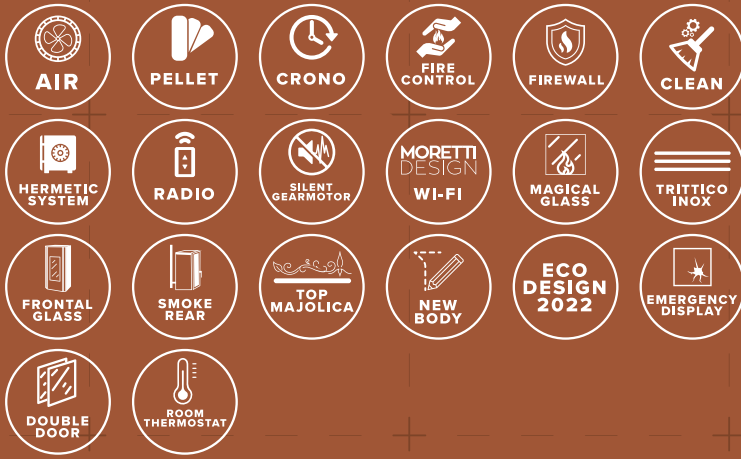 AIR
PELLET
CRONO
FIRE
CONTROL
FIREWALL
CLEAN
HERMETIC
SYSTEM
RADIO
SILENT
GEARMOTOR
MORETTI
DESIGN
WI-FI
MAGICAL
GLASS
TRITTICO
INOX
FRONTAL
GLASS
SMOKE
REAR
TOP
MAJOLICA
NEW
BODY
ECO
DESIGN
2022
EMERGENCY
DISPLAY
DOUBLE
DOOR
ROOM
THERMOSTAT